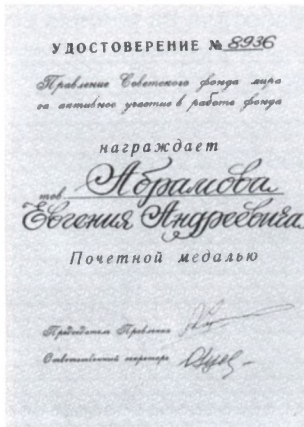 УДОСТОВЕРЕНИЕ № 8936
Правление Советского фонда мира
за активное участие в работе фонда
награждает
тов. Абрамова
Евгения Андреевича
Почетной медалью
Председатель Правления
Ответственный секретарь